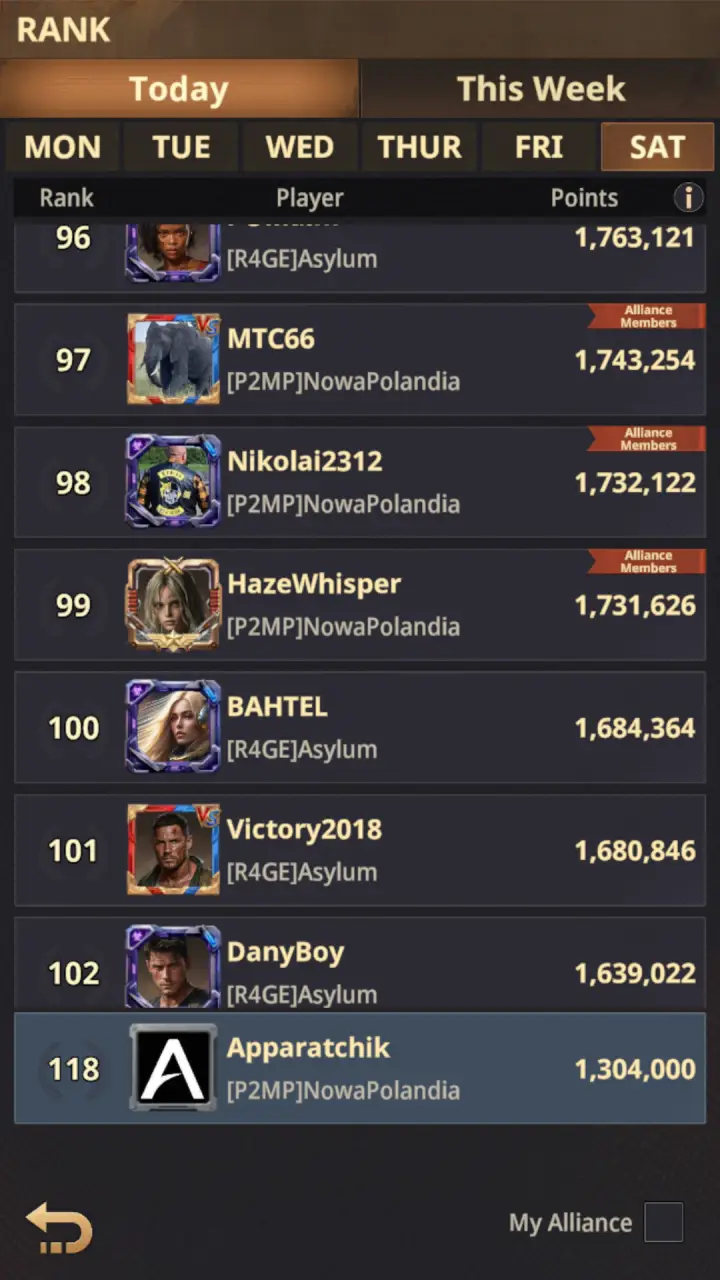 RANK
Today
This Week
MON
TUE
WED
THUR
FRI
SAT
Rank
Player
Points
96
[R4GE]Asylum
1,763,121
97
VS
MTC66
[P2MP]NowaPolandia
Alliance
Members
1,743,254
98
Nikolai2312
[P2MP]NowaPolandia
Alliance
Members
1,732,122
99
HazeWhisper
[P2MP]NowaPolandia
Alliance
Members
1,731,626
100
BAHTEL
[R4GE]Asylum
1,684,364
101
VS
Victory2018
[R4GE]Asylum
1,680,846
102
DanyBoy
[R4GE]Asylum
1,639,022
118
A
Apparatchik
[P2MP]NowaPolandia
1,304,000
My Alliance